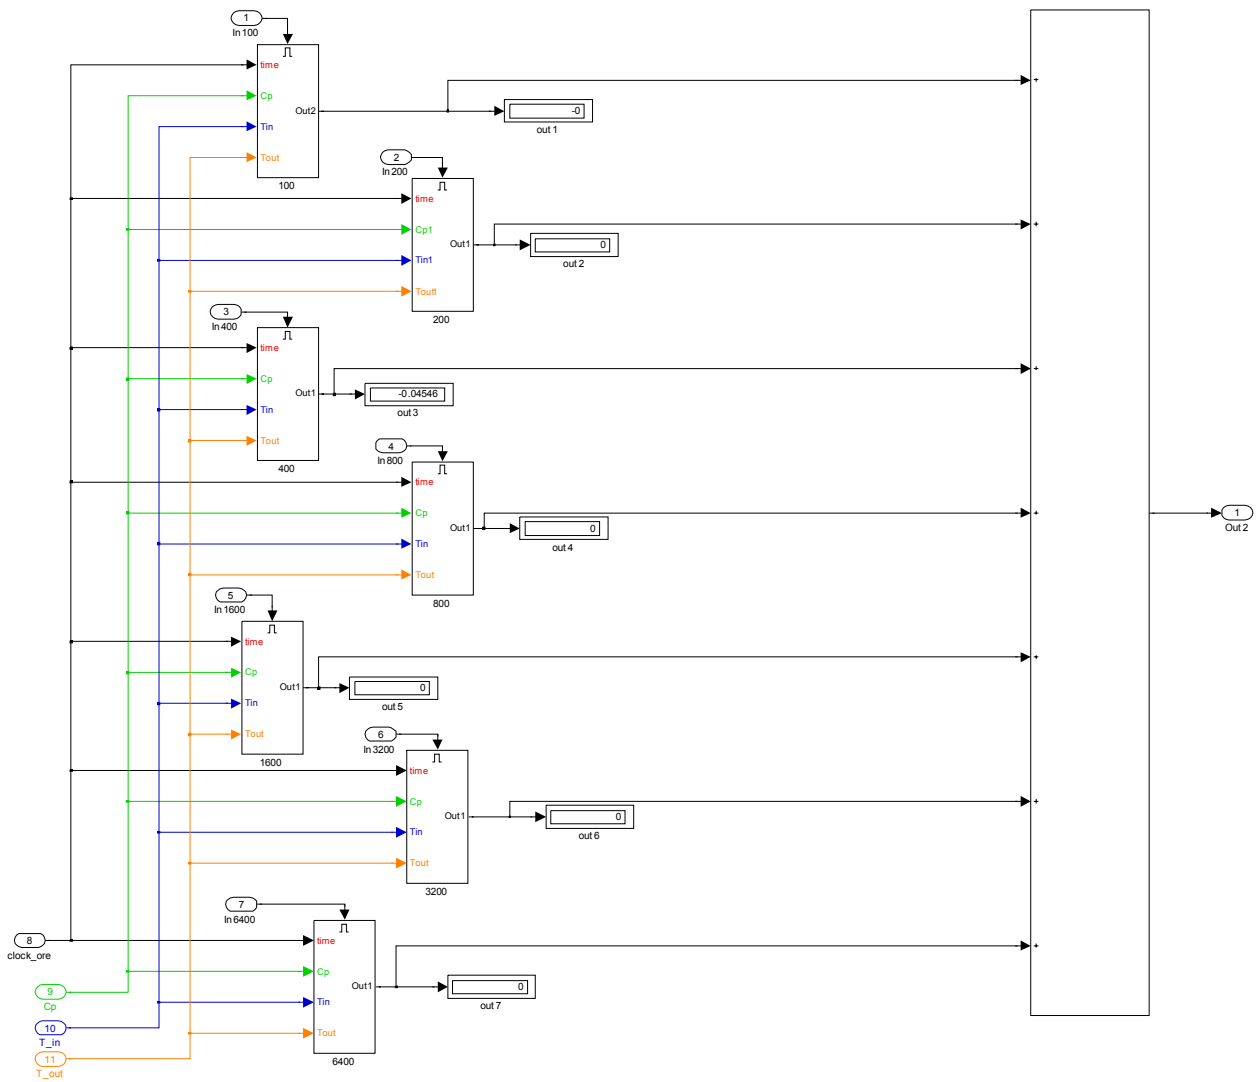 1
In 100
time
Cp
Out2
Tin
Tout
100
+
-0
out 1
2
In 200
time
Cp1
Out1
Tin1
Tout1
200
+
0
out 2
3
In 400
time
Cp
Out1
Tin
Tout
400
+
-0.04546
out 3
4
In 800
time
Cp
Out1
Tin
Tout
800
+
0
out 4
1
Out 2
5
In 1600
time
Cp
Out1
Tin
Tout
1600
+
0
out 5
6
In 3200
time
Cp
Out1
Tin
Tout
3200
+
0
out 6
7
In 6400
time
Cp
Out1
Tin
Tout
6400
+
0
out 7
8
clock_ore
9
Cp
10
T_in
11
T_out